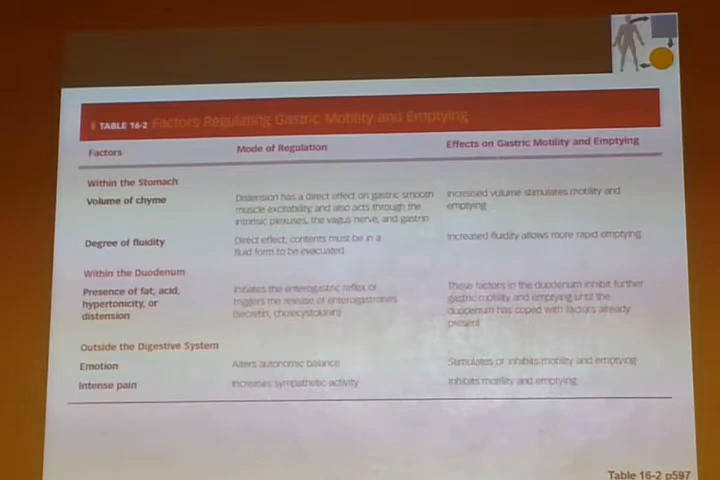 TABLE 16-2 Factors Regulating Gastric Motility and Emptying
Factors Mode of Regulation Effects on Gastric Motility and Emptying
Within the Stomach
Volume of chyme
Distension has a direct effect on gastric smooth
muscle excitability, and also acts through the
intrinsic plexuses, the vagus nerve, and gastrin
Increased volume stimulates motility and
emptying
Degree of fluidity
Direct effect; contents must be in a
fluid form to be evacuated
Increased fluidity allows more rapid emptying
Within the Duodenum
Presence of fat, acid,
hypertonicity, or
distension
Initiates the enterogastric reflex or
triggers the release of enterogastrones
(secretin, cholecystokinin)
These factors in the duodenum inhibit further
gastric motility and emptying until the
duodenum has coped with factors already
present
Outside the Digestive System
Emotion
Alters autonomic balance
Stimulates or inhibits motility and emptying
Intense pain
Increases sympathetic activity
Inhibits motility and emptying
Table 16-2 p597